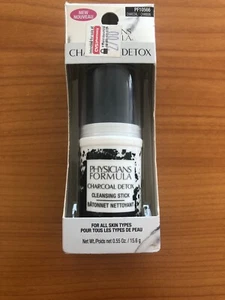 NEW
NOUVEAU
PF10566
CHARCOAL DETOX
PHYSICIANS
FORMULA
CHARCOAL DETOX
CLEANSING STICK
BÂTONNET NETTOYANT
FOR ALL SKIN TYPES
POUR TOUS LES TYPES DE PEAU
Net Wt./Poids net 0.55 Oz. / 15.6 g